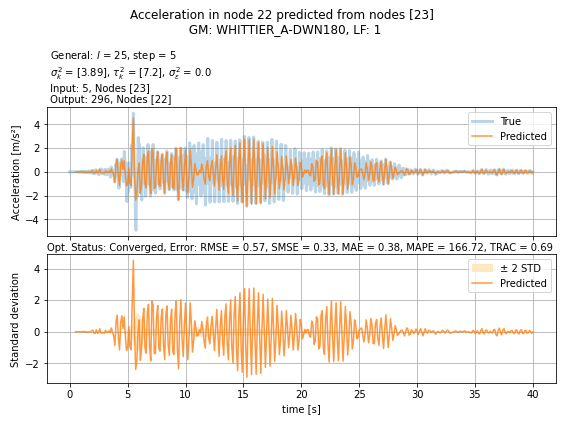 Acceleration in node 22 predicted from nodes [23]
GM: WHITTIER_A-DWN180, LF: 1
General: l = 25, step = 5
σ²ₖ = [3.89], τ²ₖ = [7.2], σ²ε = 0.0
Input: 5, Nodes [23]
Output: 296, Nodes [22]
True
Predicted
Acceleration [m/s²]
4
2
0
−2
−4
Opt. Status: Converged, Error: RMSE = 0.57, SMSE = 0.33, MAE = 0.38, MAPE = 166.72, TRAC = 0.69
± 2 STD
Predicted
Standard deviation
4
2
0
−2
0 5 10 15 20 25 30 35 40
time [s]